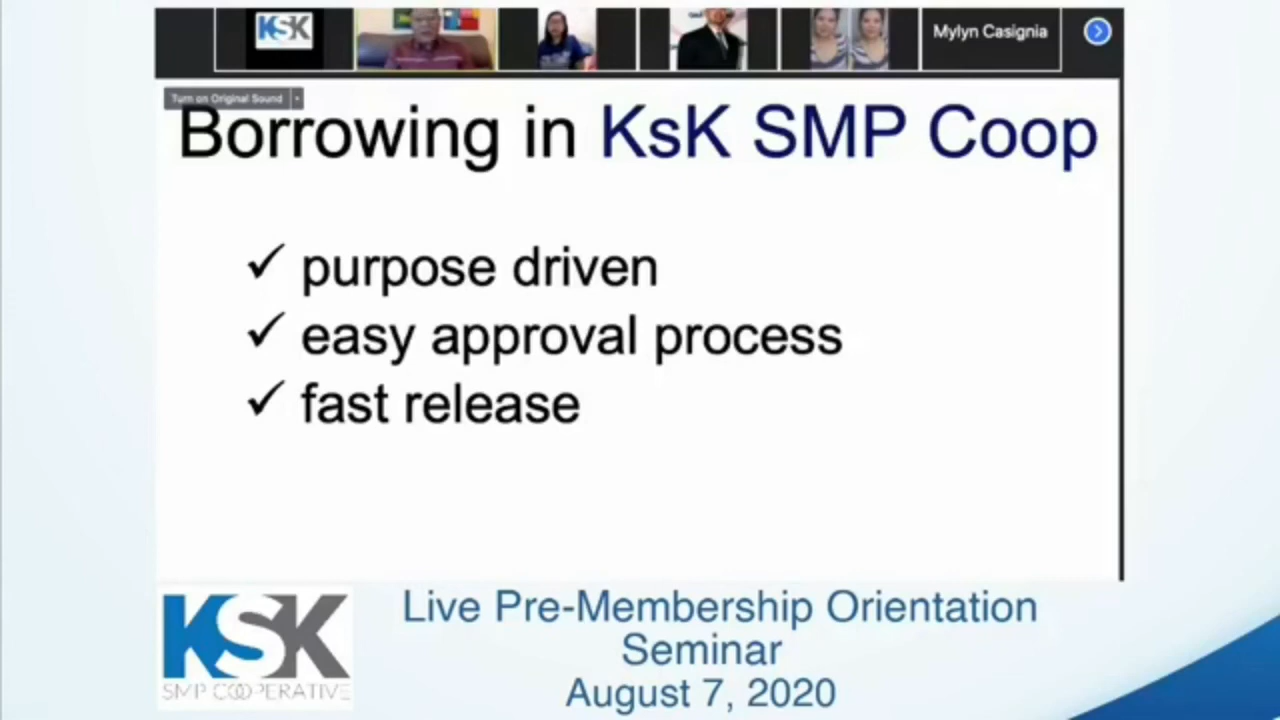 KSK
Mylyn Casignia
Turn on Original Sound
Borrowing in KsK SMP Coop
✓ purpose driven
✓ easy approval process
✓ fast release
KSK
SMP COOPERATIVE
Live Pre-Membership Orientation
Seminar
August 7, 2020